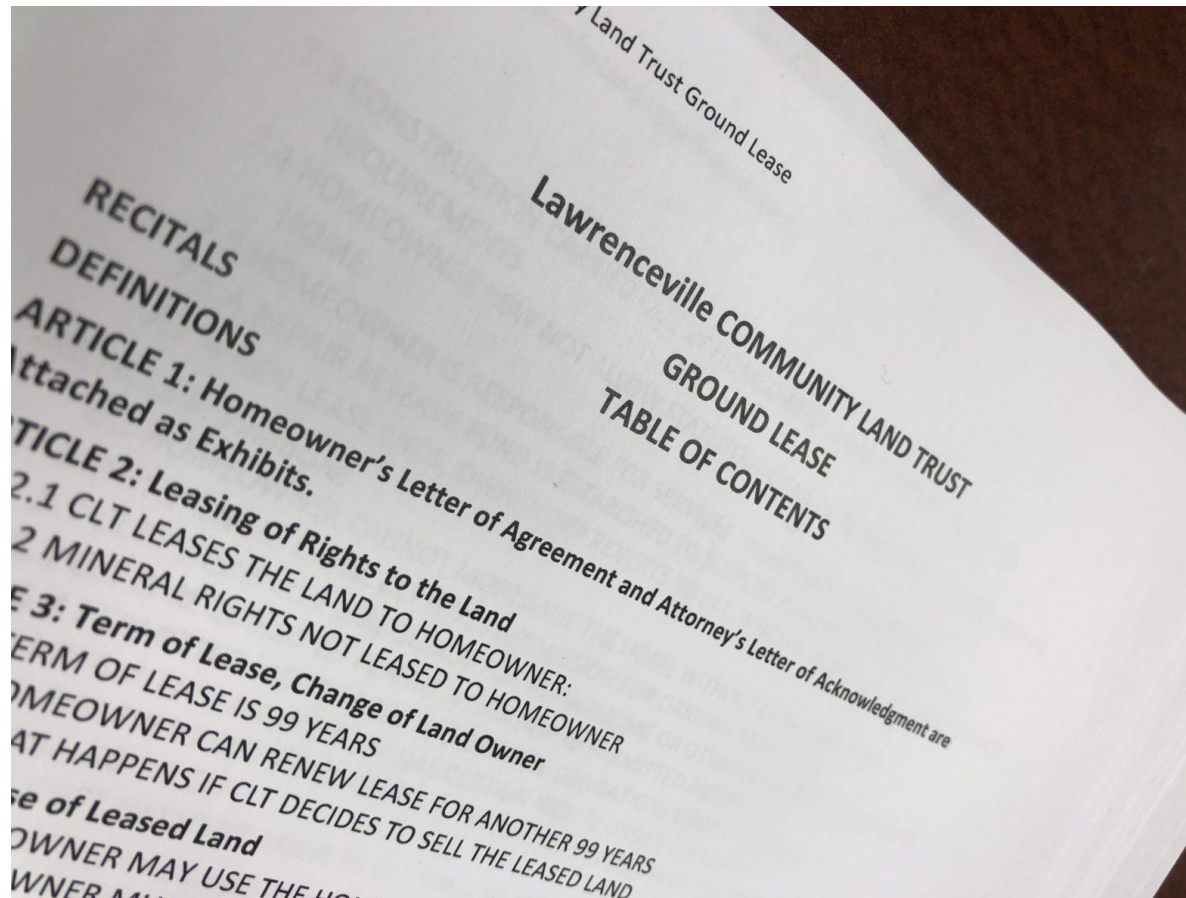 y Land Trust Ground Lease
Lawrenceville COMMUNITY LAND TRUST
GROUND LEASE
TABLE OF CONTENTS
RECITALS
DEFINITIONS
ARTICLE 1: Homeowner's Letter of Agreement and Attorney's Letter of Acknowledgment are
Attached as Exhibits.
TICLE 2: Leasing of Rights to the Land
2.1 CLT LEASES THE LAND TO HOMEOWNER:
2 MINERAL RIGHTS NOT LEASED TO HOMEOWNER
E 3: Term of Lease, Change of Land Owner
ERM OF LEASE IS 99 YEARS
OMEOWNER CAN RENEW LEASE FOR ANOTHER 99 YEARS
AT HAPPENS IF CLT DECIDES TO SELL THE LEASED LAND
se of Leased Land
OWNER MAY USE THE
WNER